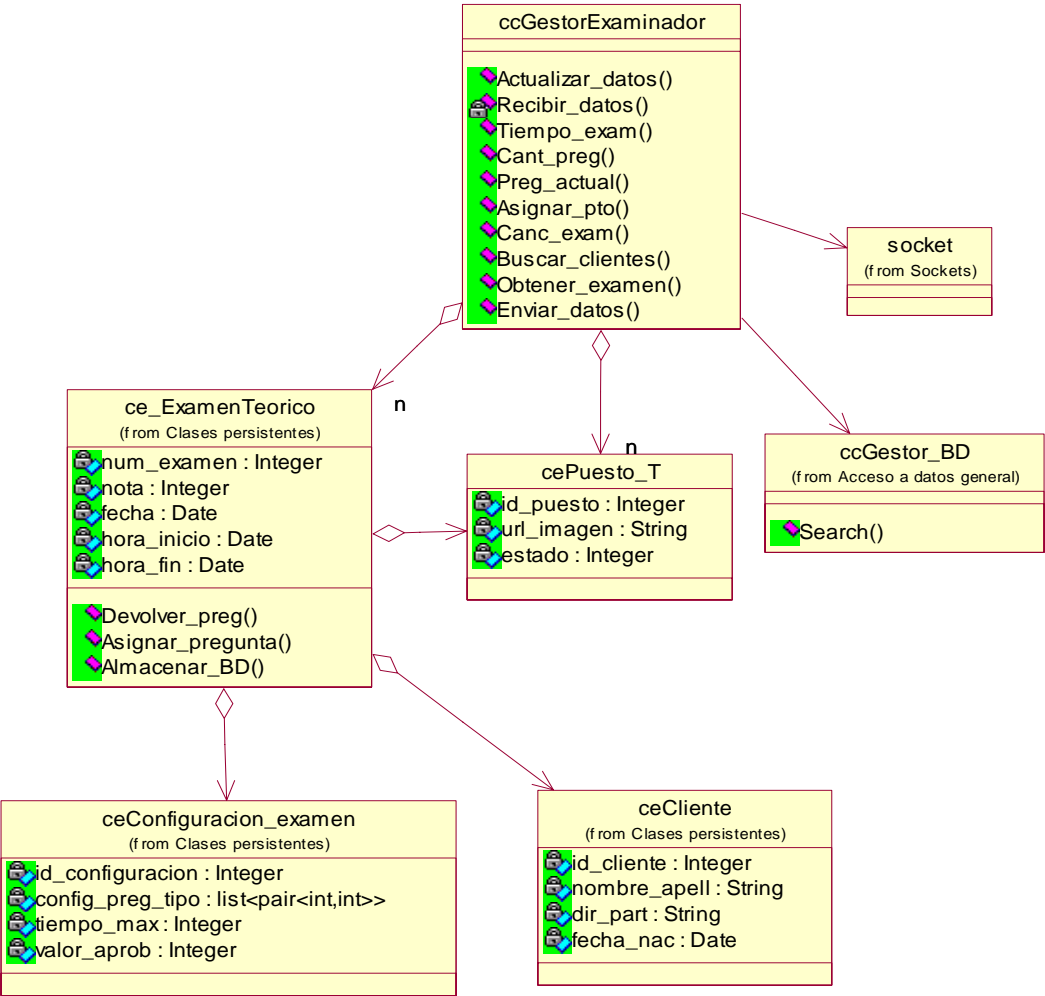 ccGestorExaminador
Actualizar_datos()
Recibir_datos()
Tiempo_exam()
Cant_preg()
Preg_actual()
Asignar_pto()
Canc_exam()
Buscar_clientes()
Obtener_examen()
Enviar_datos()
socket
(from Sockets)
n
n
ce_ExamenTeorico
(from Clases persistentes)
num_examen : Integer
nota : Integer
fecha : Date
hora_inicio : Date
hora_fin : Date
Devolver_preg()
Asignar_pregunta()
Almacenar_BD()
cePuesto_T
id_puesto : Integer
url_imagen : String
estado : Integer
ccGestor_BD
(from Acceso a datos general)
Search()
ceConfiguracion_examen
(from Clases persistentes)
id_configuracion : Integer
config_preg_tipo : list<pair<int,int>>
tiempo_max : Integer
valor_aprob : Integer
ceCliente
(from Clases persistentes)
id_cliente : Integer
nombre_apell : String
dir_part : String
fecha_nac : Date